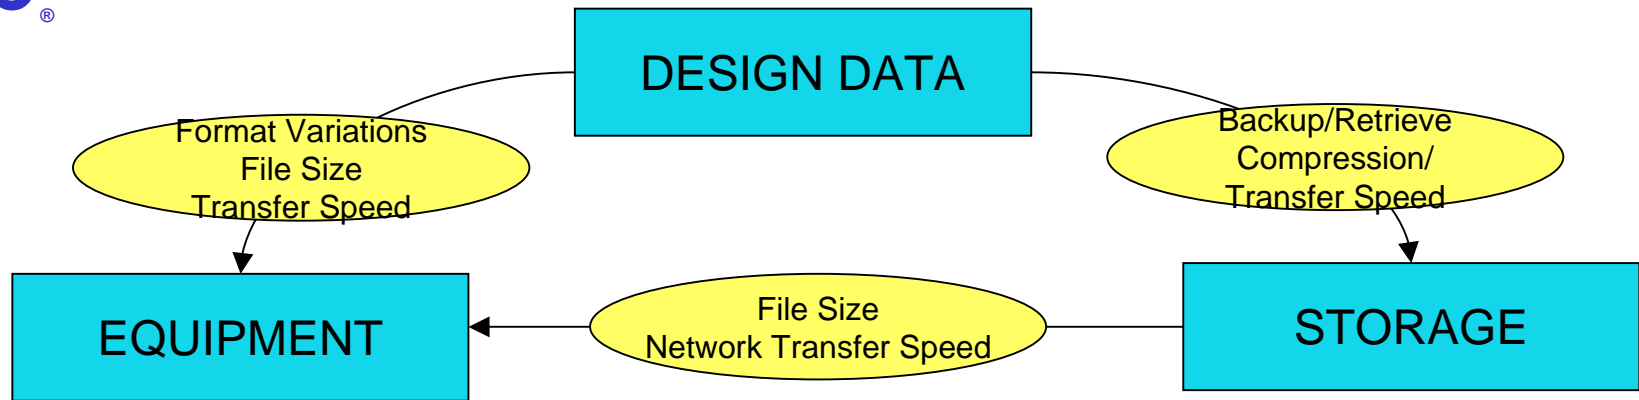 ®
DESIGN DATA
Format Variations
File Size
Transfer Speed
Backup/Retrieve
Compression/
Transfer Speed
EQUIPMENT
File Size
Network Transfer Speed
STORAGE